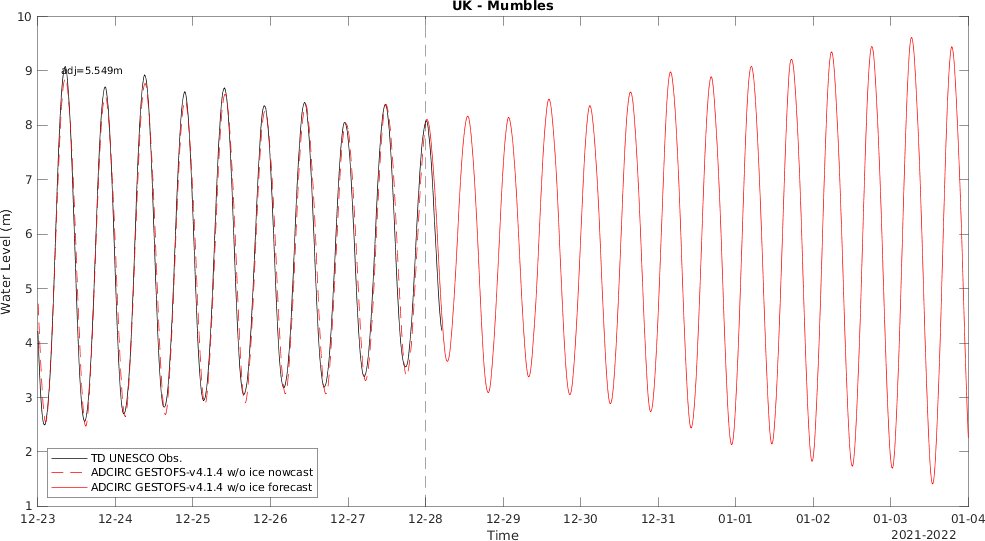 UK - Mumbles
10
9
8
7
6
5
4
3
2
1
Water Level (m)
adj=5.549m
TD UNESCO Obs.
ADCIRC GESTOFS-v4.1.4 w/o ice nowcast
ADCIRC GESTOFS-v4.1.4 w/o ice forecast
12-23 12-24 12-25 12-26 12-27 12-28 12-29 12-30 12-31 01-01 01-02 01-03 01-04
Time
2021-2022